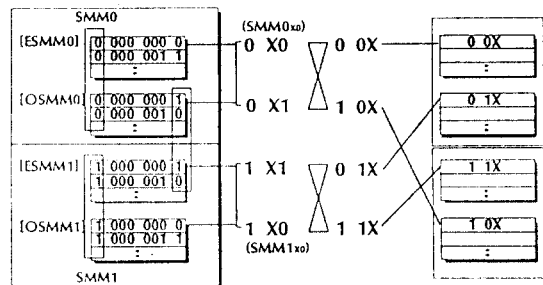 SMM0
(SMM0x0)
[ESMM0] 0 000 000 0
0 000 001 1
:
0 X0 0 0X
0 0X
:
[OSMM0] 0 000 000 1
0 000 001 0
:
0 X1 1 0X
0 1X
:
[ESMM1] 1 000 000 1
1 000 001 0
:
1 X1 0 1X
1 1X
:
[OSMM1] 1 000 000 0
1 000 001 1
:
1 X0 1 1X
1 0X
:
(SMM1x0)
SMM1